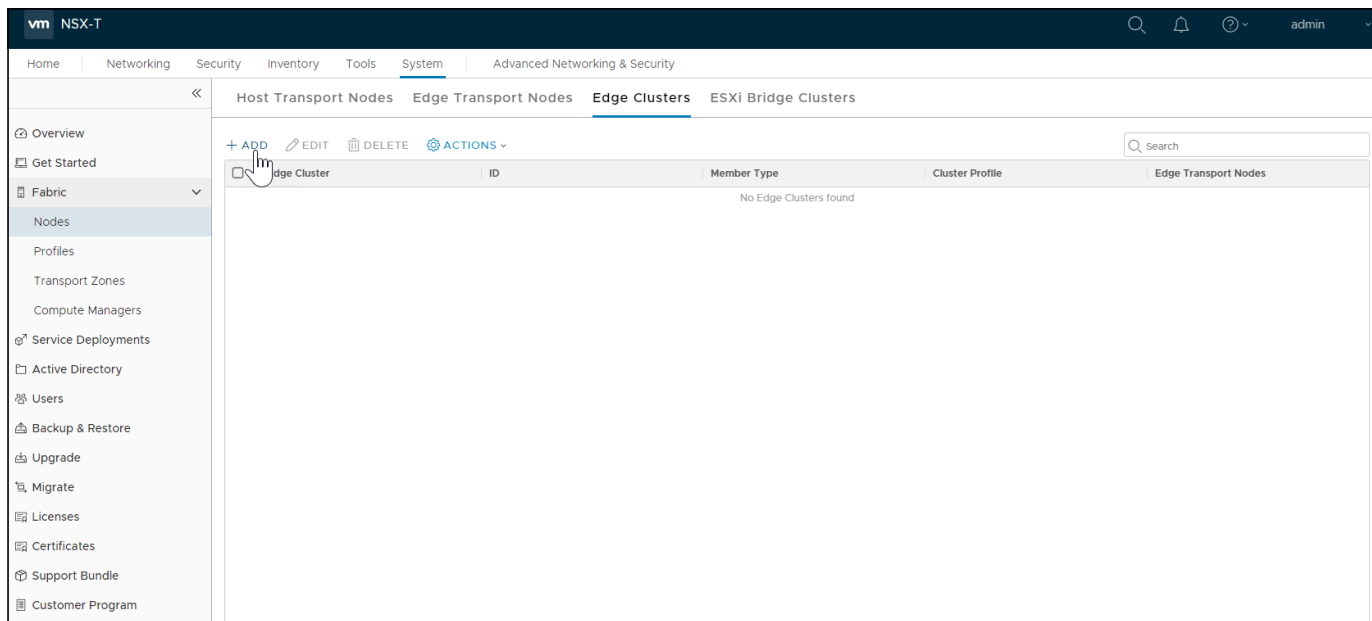 vm NSX-T admin
Home Networking Security Inventory Tools System Advanced Networking & Security
Host Transport Nodes Edge Transport Nodes Edge Clusters ESXi Bridge Clusters
Overview
+ ADD EDIT DELETE ACTIONS Search
Get Started
dge Cluster ID Member Type Cluster Profile Edge Transport Nodes
Fabric
No Edge Clusters found
Nodes
Profiles
Transport Zones
Compute Managers
Service Deployments
Active Directory
Users
Backup & Restore
Upgrade
Migrate
Licenses
Certificates
Support Bundle
Customer Program